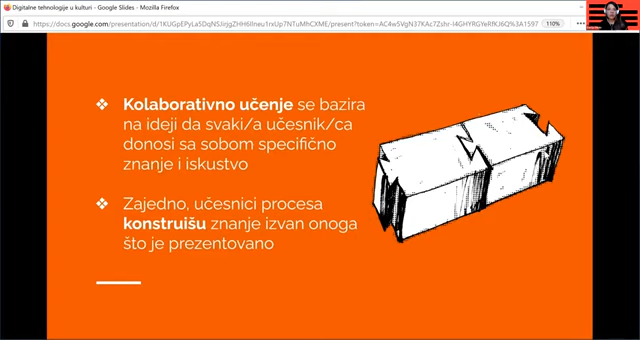 Digitalne tehnologije u kulturi - Google Slides - Mozilla Firefox
110%
❖ Kolaborativno učenje se bazira
na ideji da svaki/a učesnik/ca
donosi sa sobom specifično
znanje i iskustvo
❖ Zajedno, učesnici procesa
konstruišu znanje izvan onoga
što je prezentovano